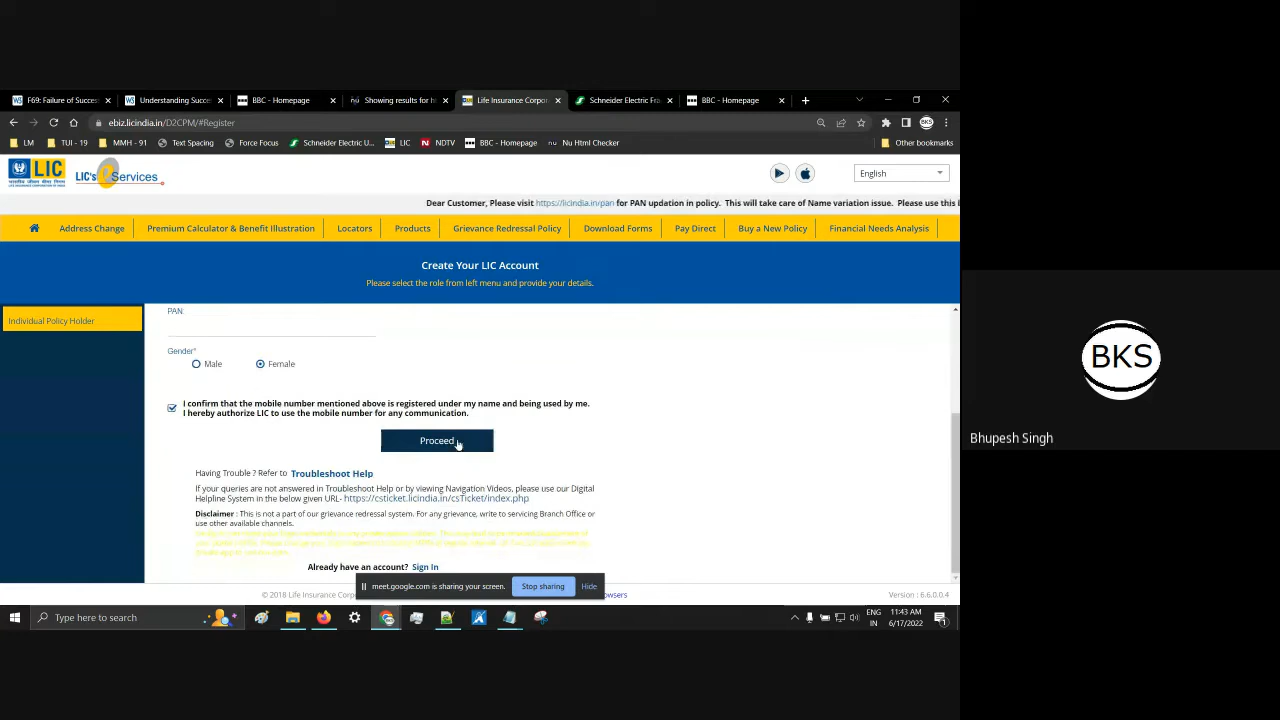 F69: Failure of Succes
Understanding Succe
BBC - Homepage
Showing results for h
Life Insurance Corpor
Schneider Electric Fra
BBC - Homepage
ebiz.licindia.in/D2CPM/#Register
LM
TUI - 19
MMH - 91
Text Spacing
Force Focus
Schneider Electric U...
LIC
NDTV
BBC - Homepage
Nu Html Checker
Other bookmarks
LIC
LIC's e Services
English
Dear Customer, Please visit https://licindia.in/pan for PAN updation in policy. This will take care of Name variation issue. Please use this l
Address Change
Premium Calculator & Benefit Illustration
Locators
Products
Grievance Redressal Policy
Download Forms
Pay Direct
Buy a New Policy
Financial Needs Analysis
Create Your LIC Account
Please select the role from left menu and provide your details.
Individual Policy Holder
PAN:
Gender*
Male
Female
I confirm that the mobile number mentioned above is registered under my name and being used by me.
I hereby authorize LIC to use the mobile number for any communication.
Proceed
Having Trouble ? Refer to Troubleshoot Help
If your queries are not answered in Troubleshoot Help or by viewing Navigation Videos, please use our Digital
Helpline System in the below given URL- https://csticket.licindia.in/csTicket/index.php
Disclaimer : This is not a part of our grievance redressal system. For any grievance, write to servicing Branch Office or
use other available channels.
Already have an account? Sign In
meet.google.com is sharing your screen.
Stop sharing
Hide
© 2018 Life Insurance Corpo
owsers
Version : 6.6.0.0.4
Type here to search
ENG
IN
11:43 AM
6/17/2022
BKS
Bhupesh Singh